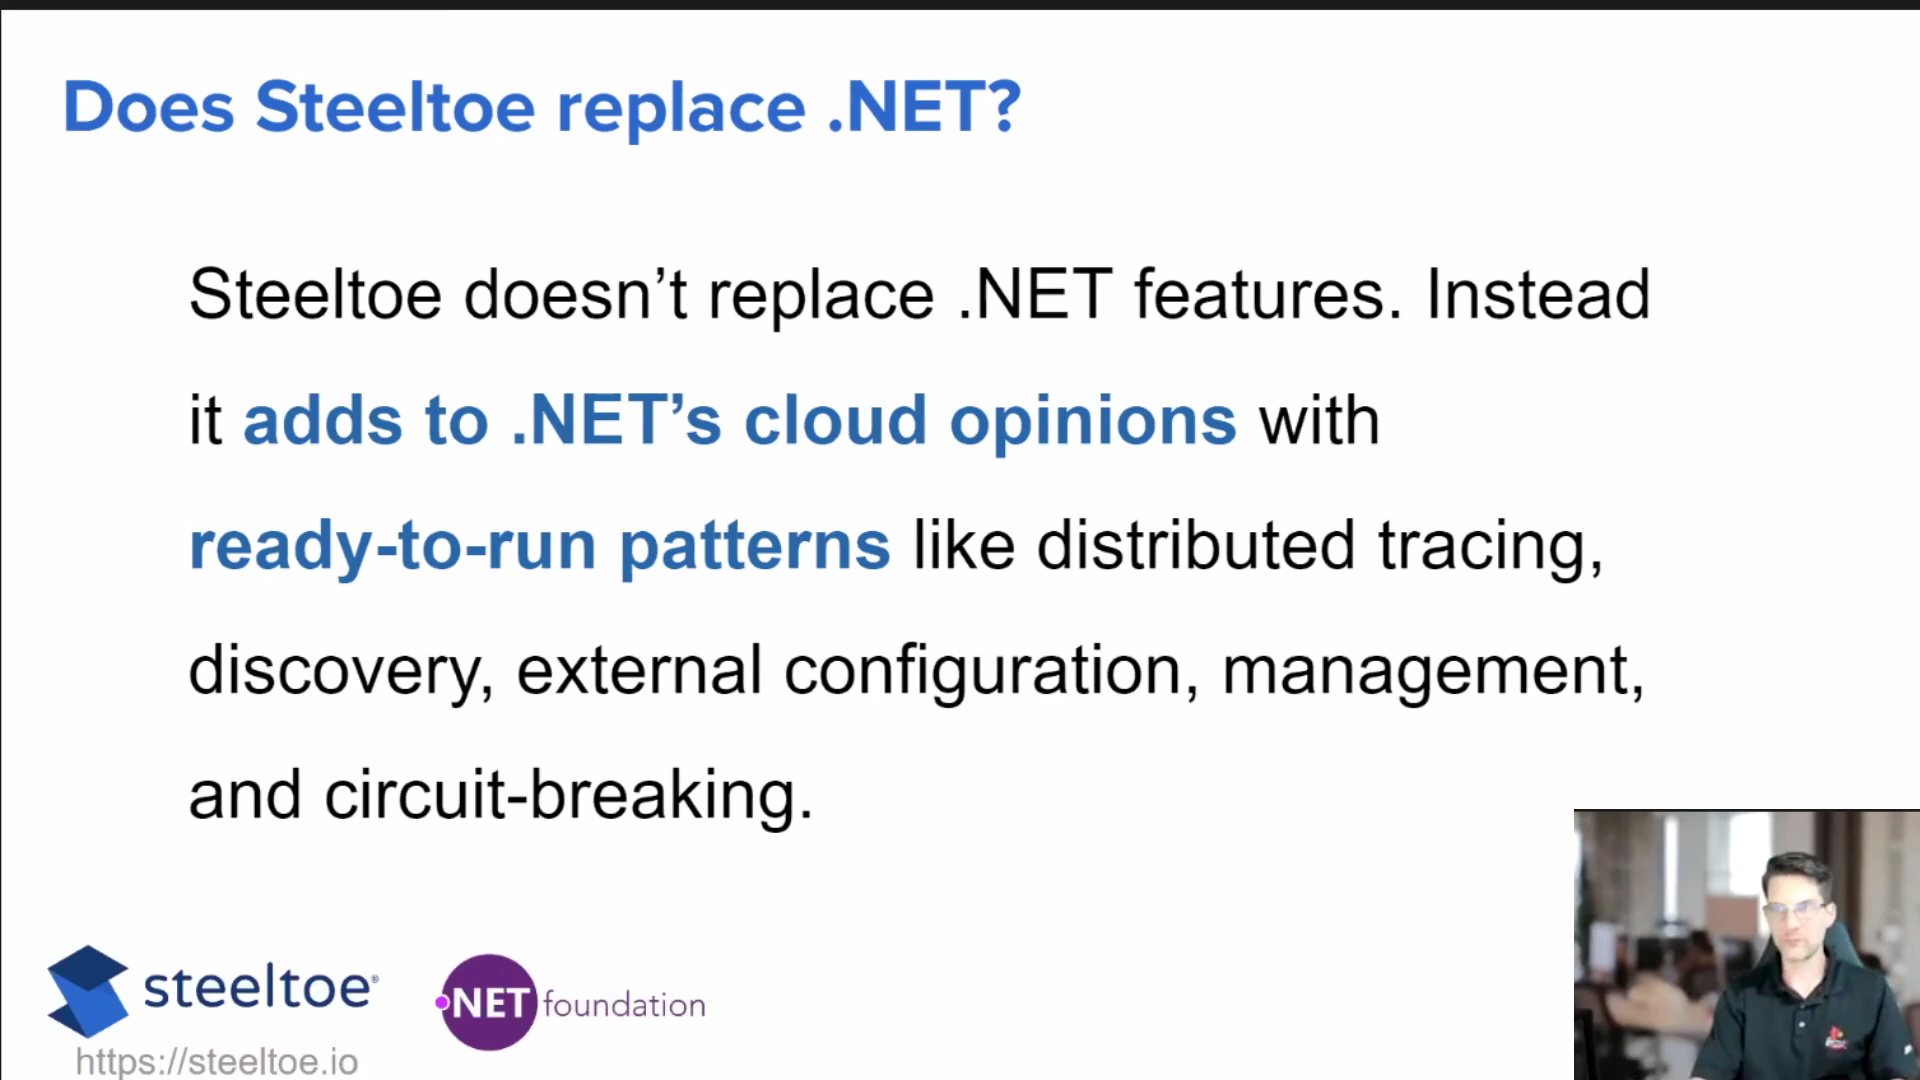 Does Steeltoe replace .NET?
Steeltoe doesn’t replace .NET features. Instead
it adds to .NET’s cloud opinions with
ready-to-run patterns like distributed tracing,
discovery, external configuration, management,
and circuit-breaking.
steeltoe®
.NET foundation
https://steeltoe.io